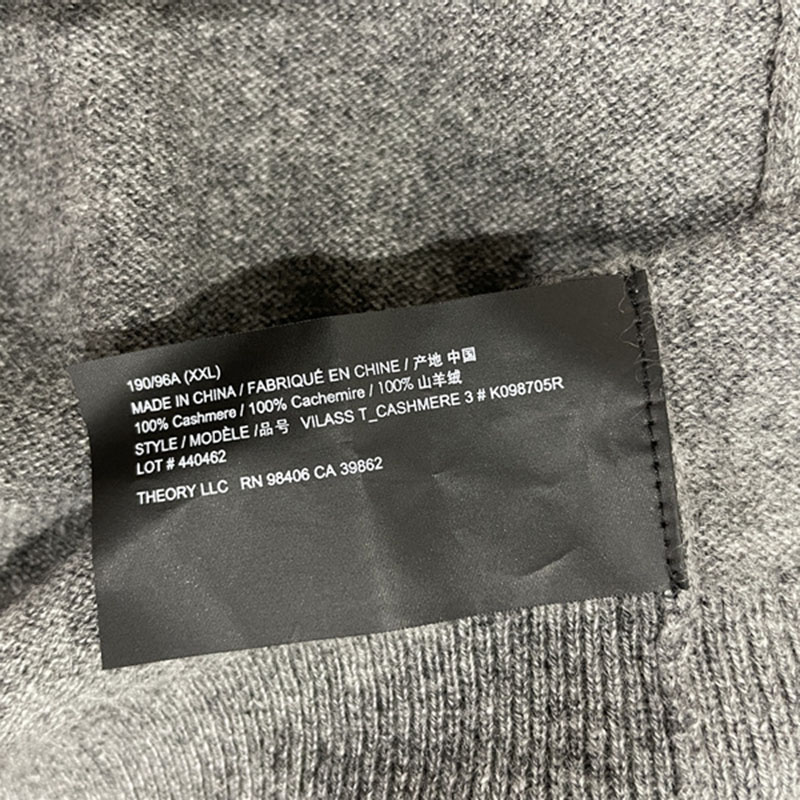 190/96A (XXL)
MADE IN CHINA / FABRIQUÉ EN CHINE / 产地 中国
100% Cashmere / 100% Cachemire / 100% 山羊绒
STYLE / MODÈLE /品号 VILASS T_CASHMERE 3 # K098705R
LOT # 440462
THEORY LLC RN 98406 CA 39862